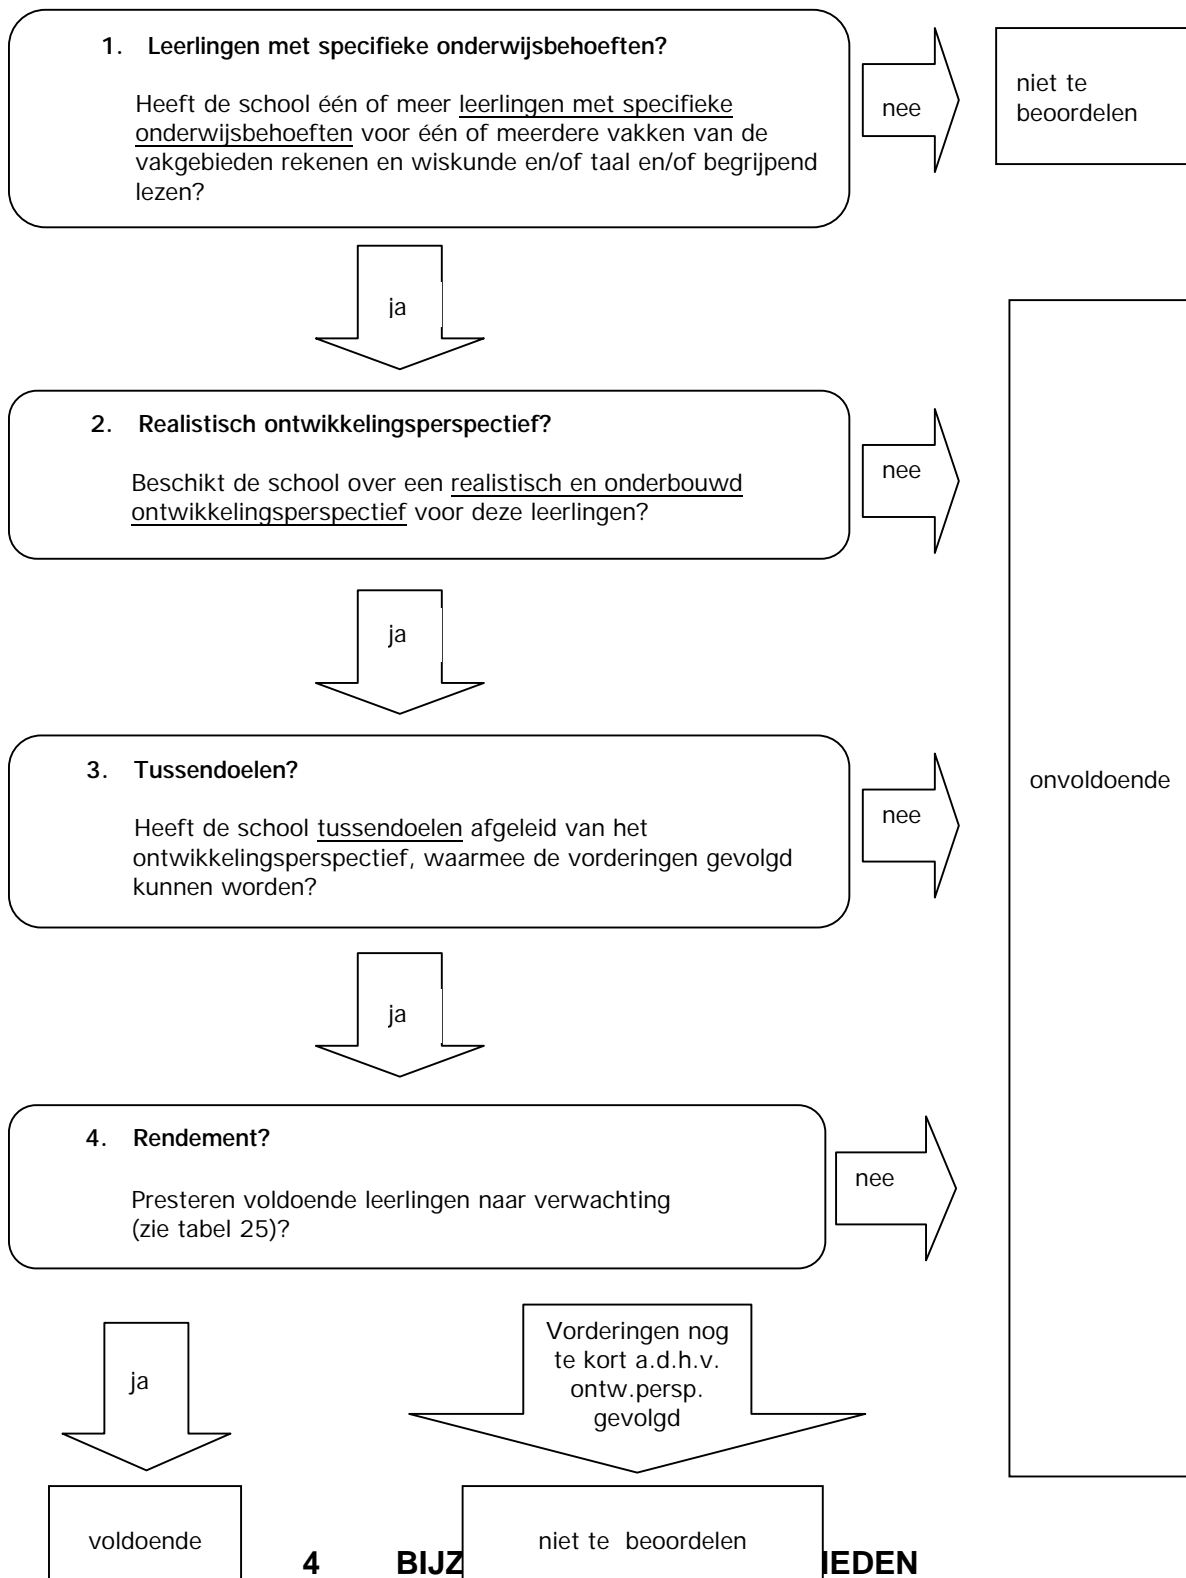 1. Leerlingen met specifieke onderwijsbehoeften?
Heeft de school één of meer leerlingen met specifieke
onderwijsbehoeften voor één of meerdere vakken van de
vakgebieden rekenen en wiskunde en/of taal en/of begrijpend
lezen?
nee
niet te
beoordelen
ja
2. Realistisch ontwikkelingsperspectief?
Beschikt de school over een realistisch en onderbouwd
ontwikkelingsperspectief voor deze leerlingen?
nee
ja
3. Tussendoelen?
Heeft de school tussendoelen afgeleid van het
ontwikkelingsperspectief, waarmee de vorderingen gevolgd
kunnen worden?
nee
onvoldoende
ja
4. Rendement?
Presteren voldoende leerlingen naar verwachting
(zie tabel 25)?
nee
ja
Vorderingen nog
te kort a.d.h.v.
ontw.persp.
gevolgd
voldoende
niet te beoordelen
4 BIJZ IEDEN